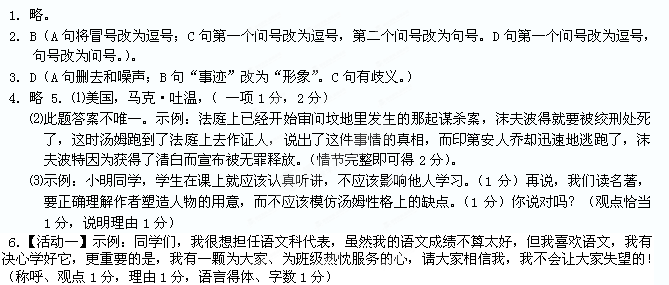 1. 略。
2. B（A句将冒号改为逗号；C句第一个问号改为逗号，第二个问号改为句号。D句第一个问号改为逗号，
句号改为问号。）。
3. D（A句删去和噪声；B句“事迹”改为“形象”。C句有歧义。）
4. 略 5. ⑴美国，马克·吐温，( 一项1分，2分）
⑵此题答案不唯一。示例：法庭上已经开始审问坟地里发生的那起谋杀案，沫夫波得就要被绞刑处死
了，这时汤姆跑到了法庭上去作证人，说出了这件事情的真相，而印第安人乔却迅速地逃跑了，沫
夫波特因为获得了清白而宣布被无罪释放。（情节完整即可得2分）。
⑶示例：小明同学，学生在课上就应该认真听讲，不应该影响他人学习。（1分）再说，我们读名著，
要正确理解作者塑造人物的用意，而不应该模仿汤姆性格上的缺点。（1分）你说对吗？（观点恰当
1分，说明理由1分）
6.【活动一】示例：同学们，我很想担任语文科代表，虽然我的语文成绩不算太好，但我喜欢语文，我有
决心学好它，更重要的是，我有一颗为大家、为班级热忱服务的心，请大家相信我，我不会让大家失望的！
（称呼、观点1分，理由1分，语言得体、字数1分）